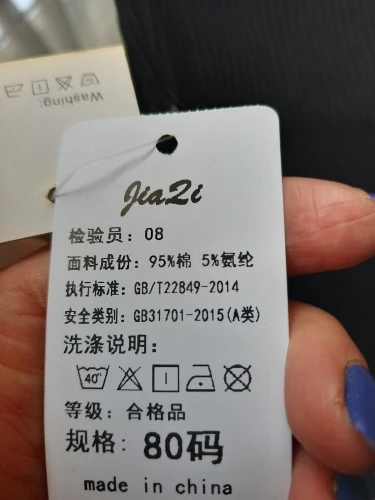 Washing:
JiaQi
检验员: 08
面料成份: 95%棉 5%氨纶
执行标准: GB/T22849-2014
安全类别: GB31701-2015(A类)
洗涤说明:
40°
等级: 合格品
规格: 80码
made in china